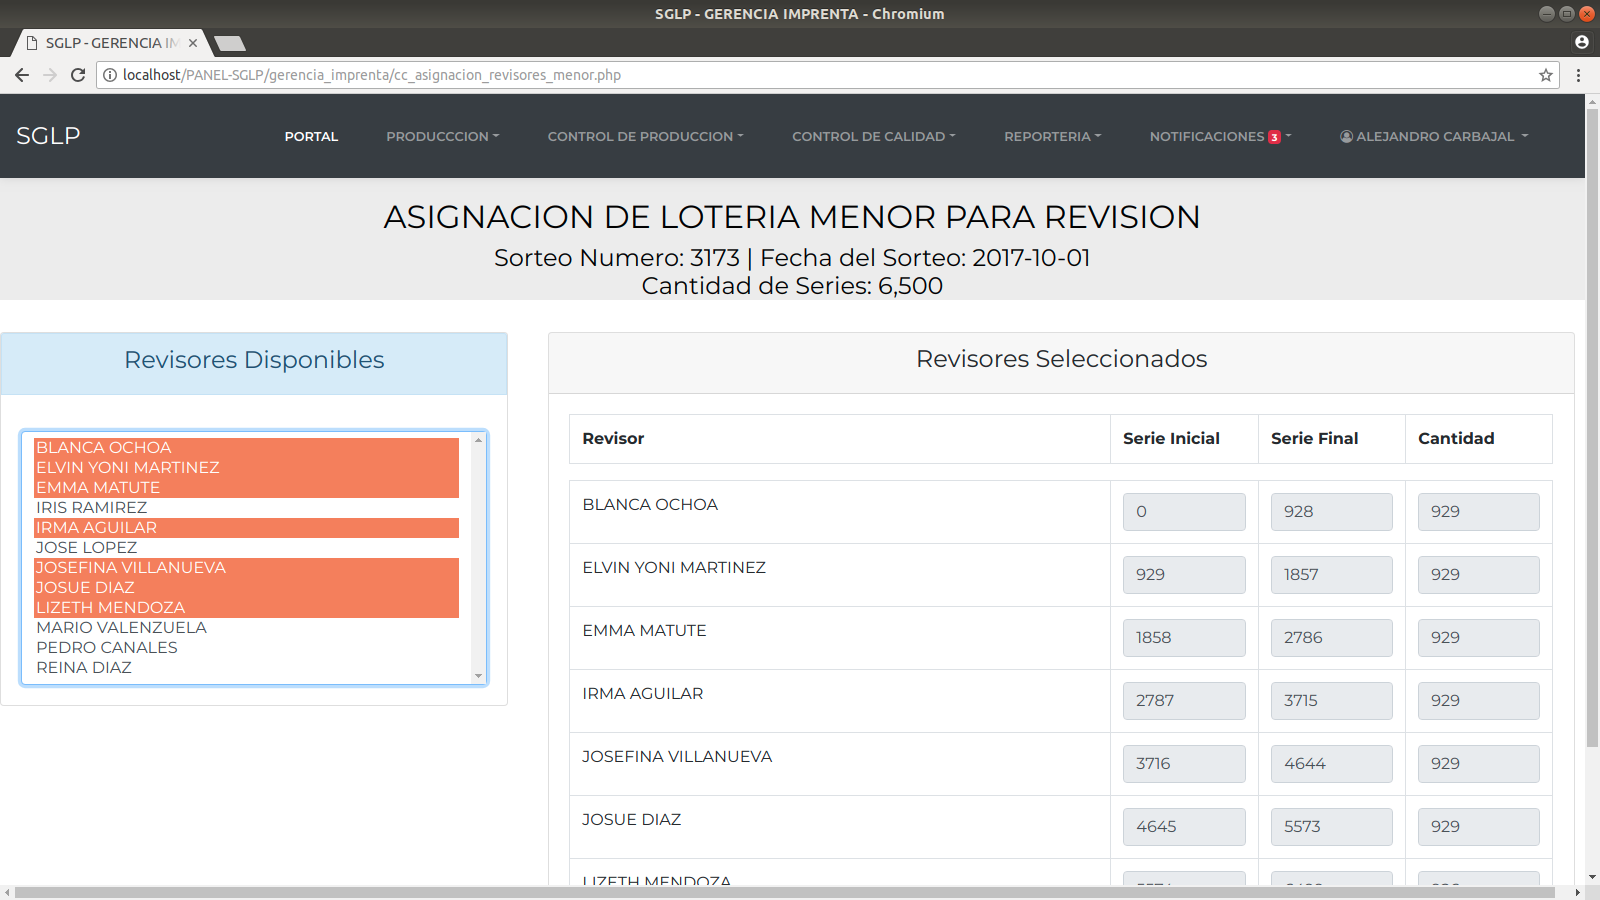 SGLP - GERENCIA IMPRENTA - Chromium
SGLP - GERENCIA IM
localhost/PANEL-SGLP/gerencia_imprenta/cc_asignacion_revisores_menor.php
SGLP PORTAL PRODUCCCION CONTROL DE PRODUCCION CONTROL DE CALIDAD REPORTERIA NOTIFICACIONES 3 ALEJANDRO CARBAJAL
ASIGNACION DE LOTERIA MENOR PARA REVISION
Sorteo Numero: 3173 | Fecha del Sorteo: 2017-10-01
Cantidad de Series: 6,500
Revisores Disponibles
BLANCA OCHOA
ELVIN YONI MARTINEZ
EMMA MATUTE
IRIS RAMIREZ
IRMA AGUILAR
JOSE LOPEZ
JOSEFINA VILLANUEVA
JOSUE DIAZ
LIZETH MENDOZA
MARIO VALENZUELA
PEDRO CANALES
REINA DIAZ
Revisores Seleccionados
Revisor Serie Inicial Serie Final Cantidad
BLANCA OCHOA 0 928 929
ELVIN YONI MARTINEZ 929 1857 929
EMMA MATUTE 1858 2786 929
IRMA AGUILAR 2787 3715 929
JOSEFINA VILLANUEVA 3716 4644 929
JOSUE DIAZ 4645 5573 929
LIZETH MENDOZA